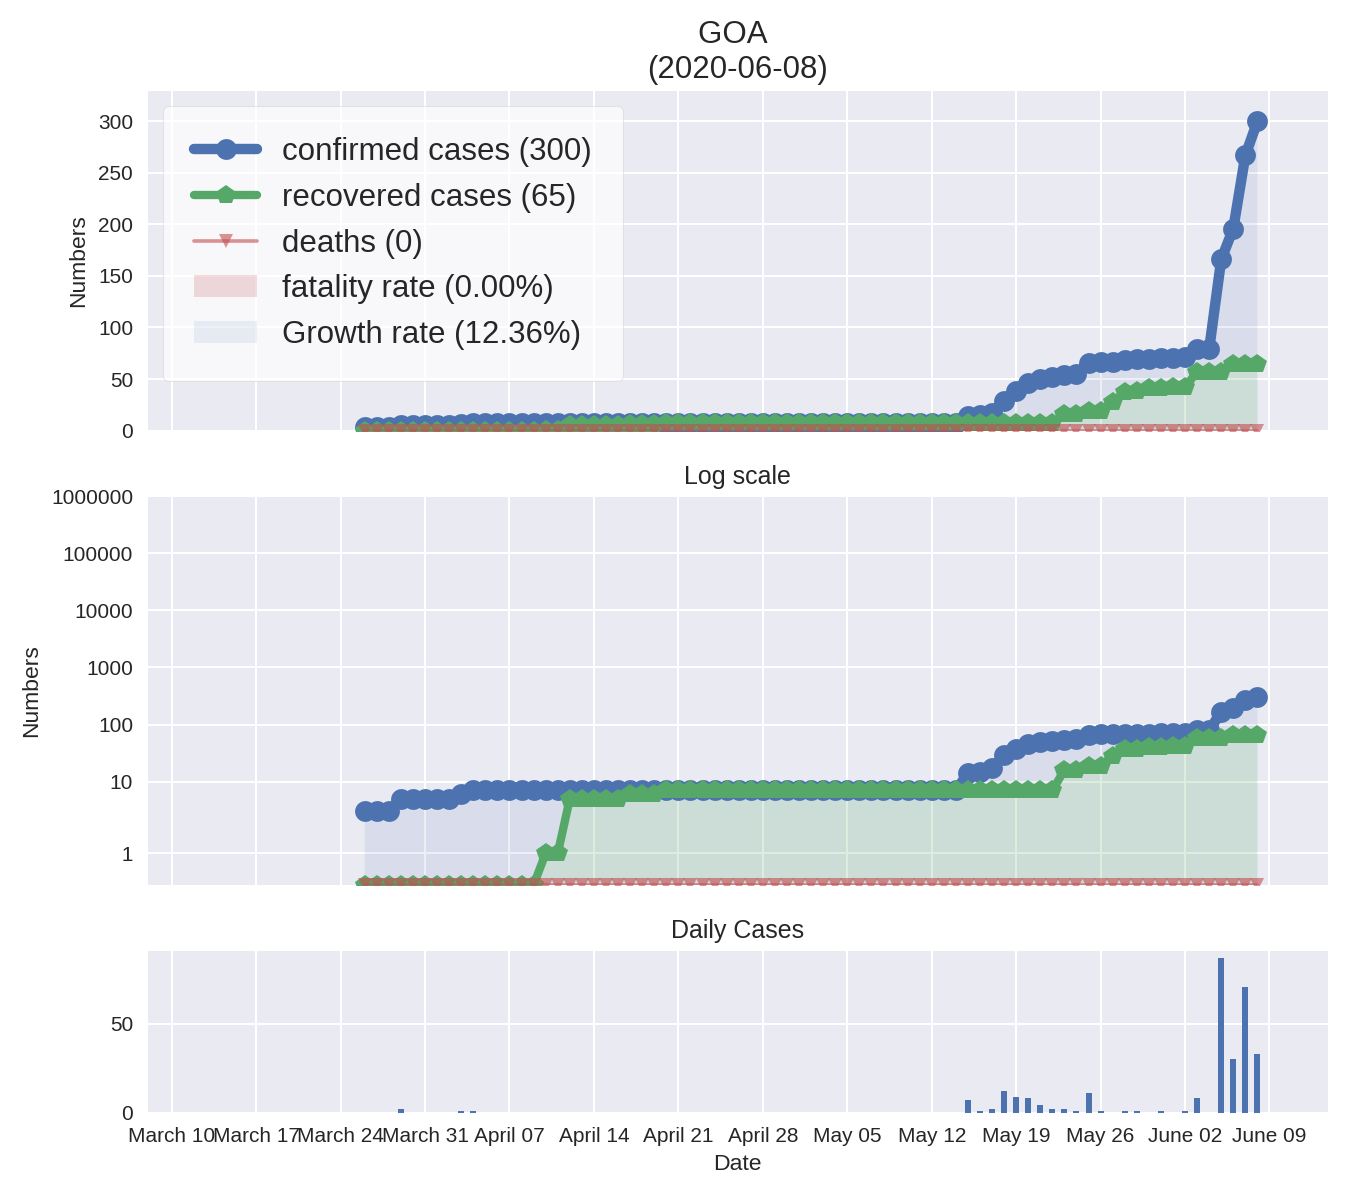 GOA
(2020-06-08)
300
250
200
150
100
50
0
Numbers
confirmed cases (300)
recovered cases (65)
deaths (0)
fatality rate (0.00%)
Growth rate (12.36%)
Log scale
1000000
100000
10000
1000
100
10
1
Numbers
Daily Cases
50
0
March 10 March 17 March 24 March 31 April 07 April 14 April 21 April 28 May 05 May 12 May 19 May 26 June 02 June 09
Date